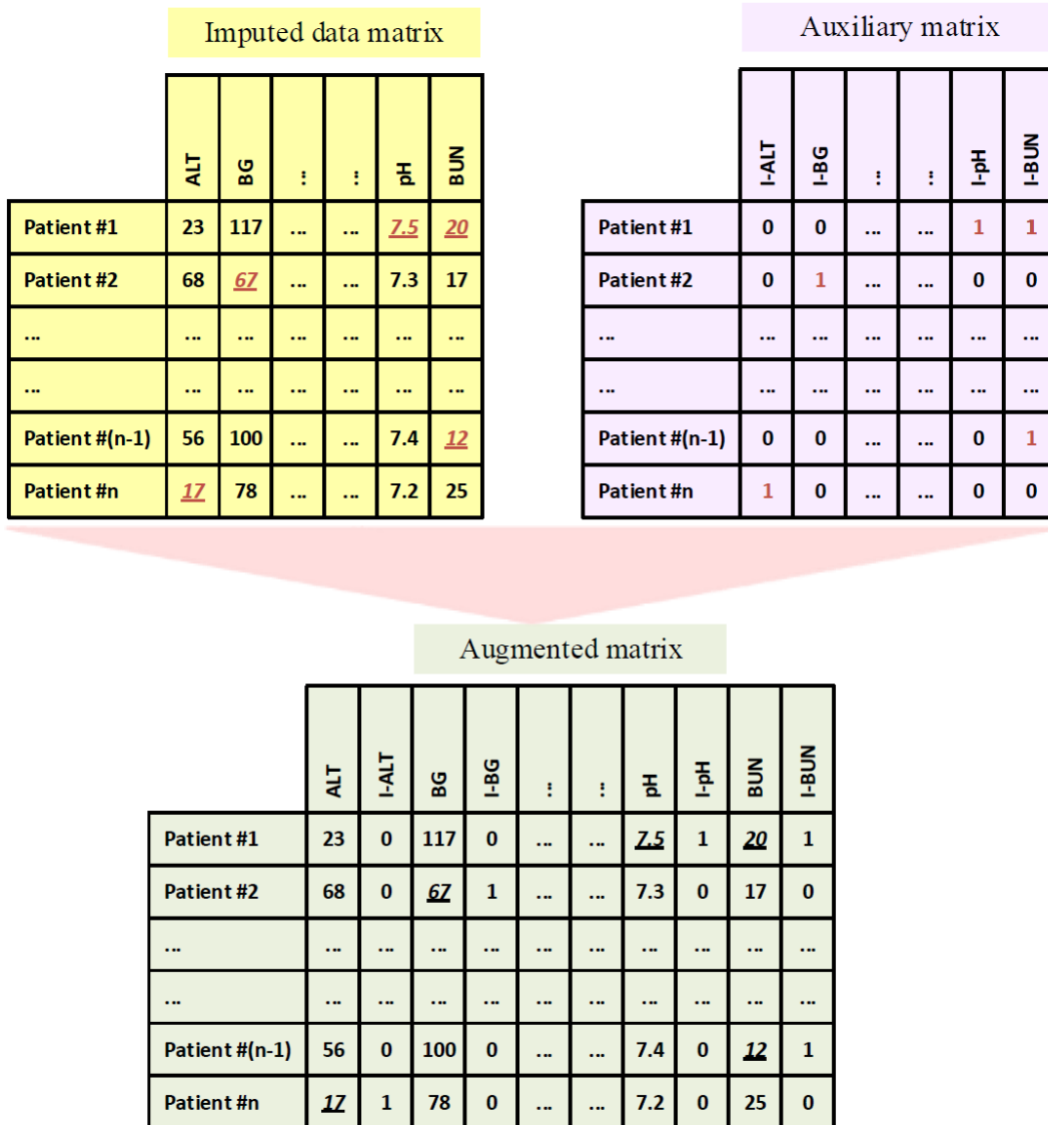 Imputed data matrix
ALT BG ... ... pH BUN
Patient #1 23 117 ... ... 7.5 20
Patient #2 68 67 ... ... 7.3 17
... ... ... ... ... ... ...
... ... ... ... ... ... ...
Patient #(n-1) 56 100 ... ... 7.4 12
Patient #n 17 78 ... ... 7.2 25
Auxiliary matrix
I-ALT I-BG ... ... I-pH I-BUN
Patient #1 0 0 ... ... 1 1
Patient #2 0 1 ... ... 0 0
... ... ... ... ... ... ...
... ... ... ... ... ... ...
Patient #(n-1) 0 0 ... ... 0 1
Patient #n 1 0 ... ... 0 0
Augmented matrix
ALT I-ALT BG I-BG ... ... pH I-pH BUN I-BUN
Patient #1 23 0 117 0 ... ... 7.5 1 20 1
Patient #2 68 0 67 1 ... ... 7.3 0 17 0
... ... ... ... ... ... ... ... ... ... ...
... ... ... ... ... ... ... ... ... ... ...
Patient #(n-1) 56 0 100 0 ... ... 7.4 0 12 1
Patient #n 17 1 78 0 ... ... 7.2 0 25 0